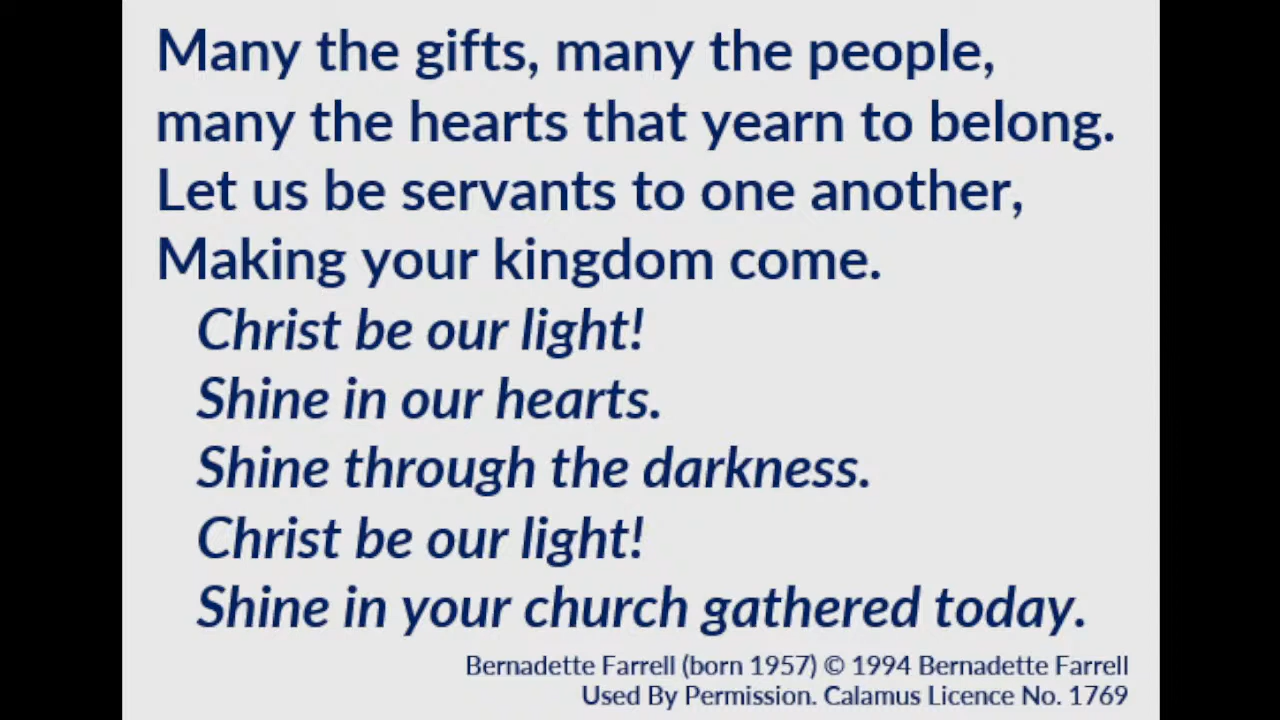 Many the gifts, many the people,
many the hearts that yearn to belong.
Let us be servants to one another,
Making your kingdom come.
Christ be our light!
Shine in our hearts.
Shine through the darkness.
Christ be our light!
Shine in your church gathered today.
Bernadette Farrell (born 1957) © 1994 Bernadette Farrell
Used By Permission. Calamus Licence No. 1769